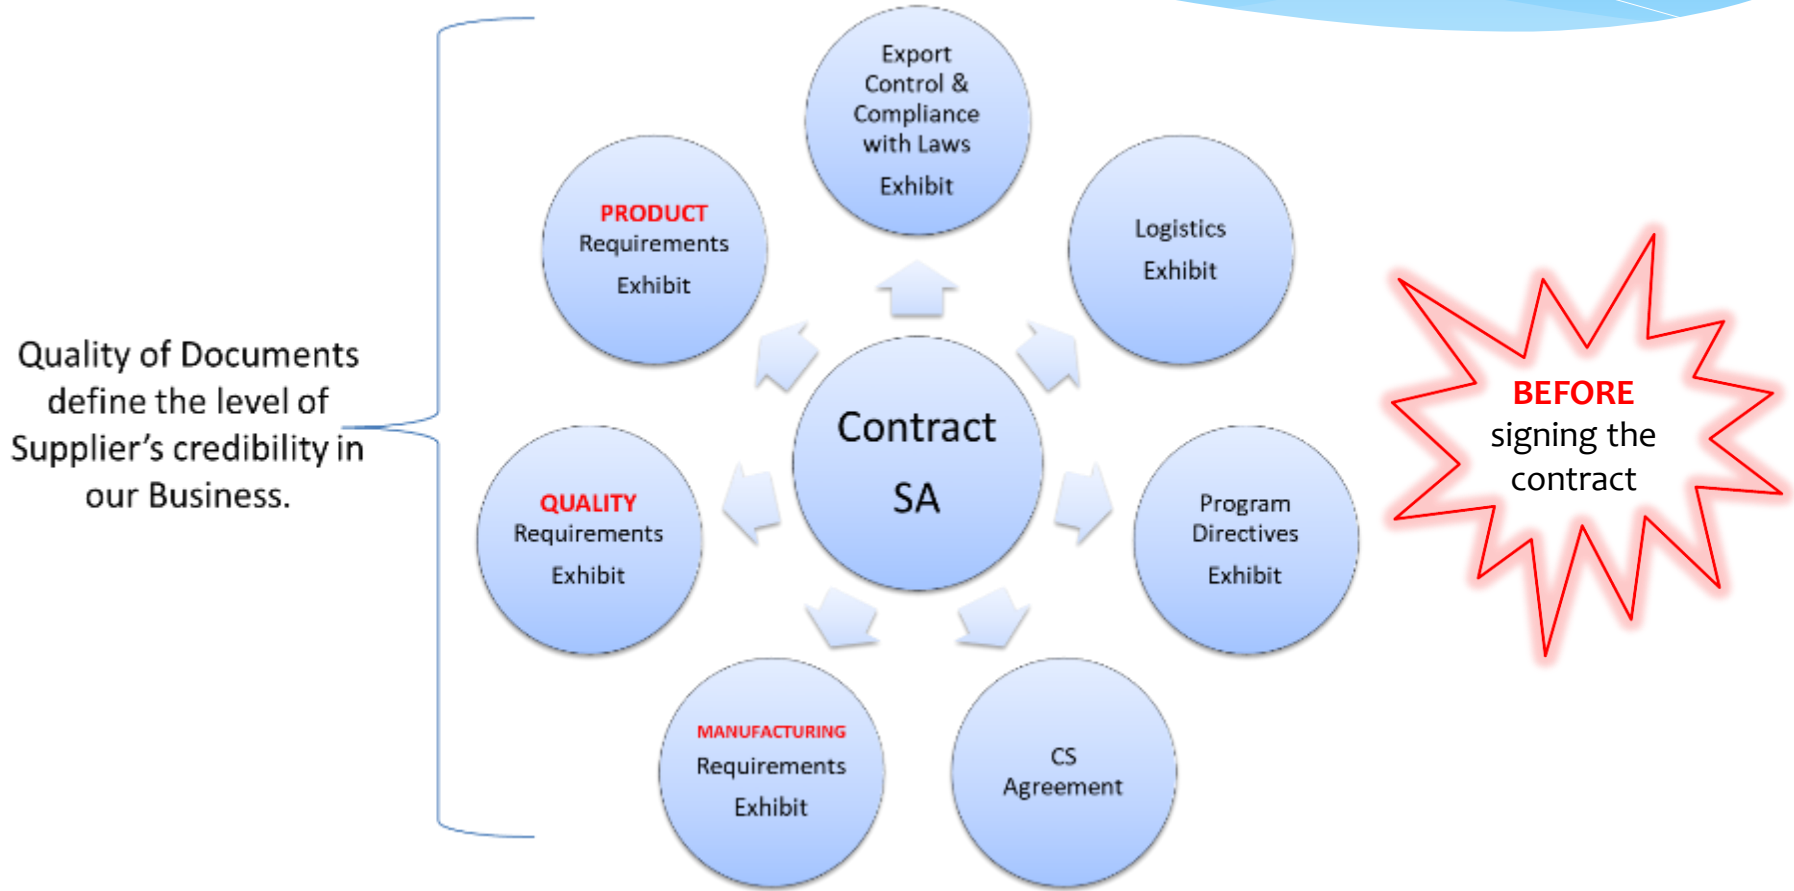 Export
Control &
Compliance
with Laws
Exhibit
PRODUCT
Requirements
Exhibit
Logistics
Exhibit
Quality of Documents
define the level of
Supplier's credibility in
our Business.
Contract
SA
BEFORE
signing the
contract
QUALITY
Requirements
Exhibit
Program
Directives
Exhibit
MANUFACTURING
Requirements
Exhibit
CS
Agreement